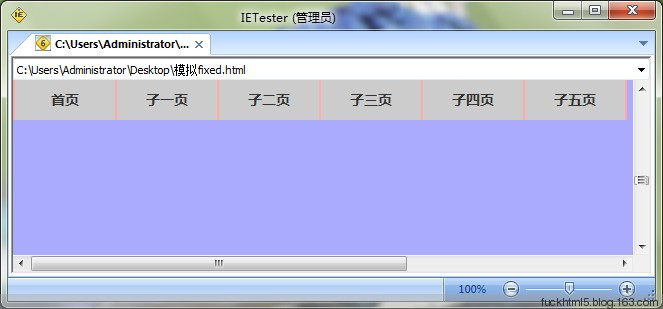 IETester (管理员)
6 C:\Users\Administrator\...
C:\Users\Administrator\Desktop\模拟fixed.html
首页 子一页 子二页 子三页 子四页 子五页
100%
fuckhtml5.blog.163.com